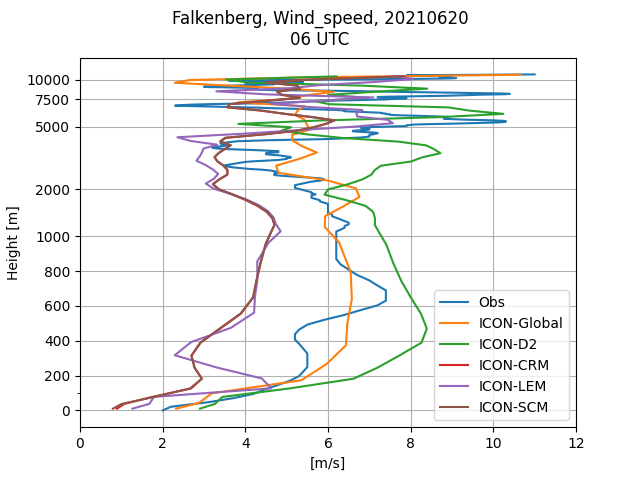 Falkenberg, Wind_speed, 20210620
06 UTC
10000
7500
5000
2000
1000
800
600
400
200
0
Height [m]
Obs
ICON-Global
ICON-D2
ICON-CRM
ICON-LEM
ICON-SCM
0 2 4 6 8 10 12
[m/s]